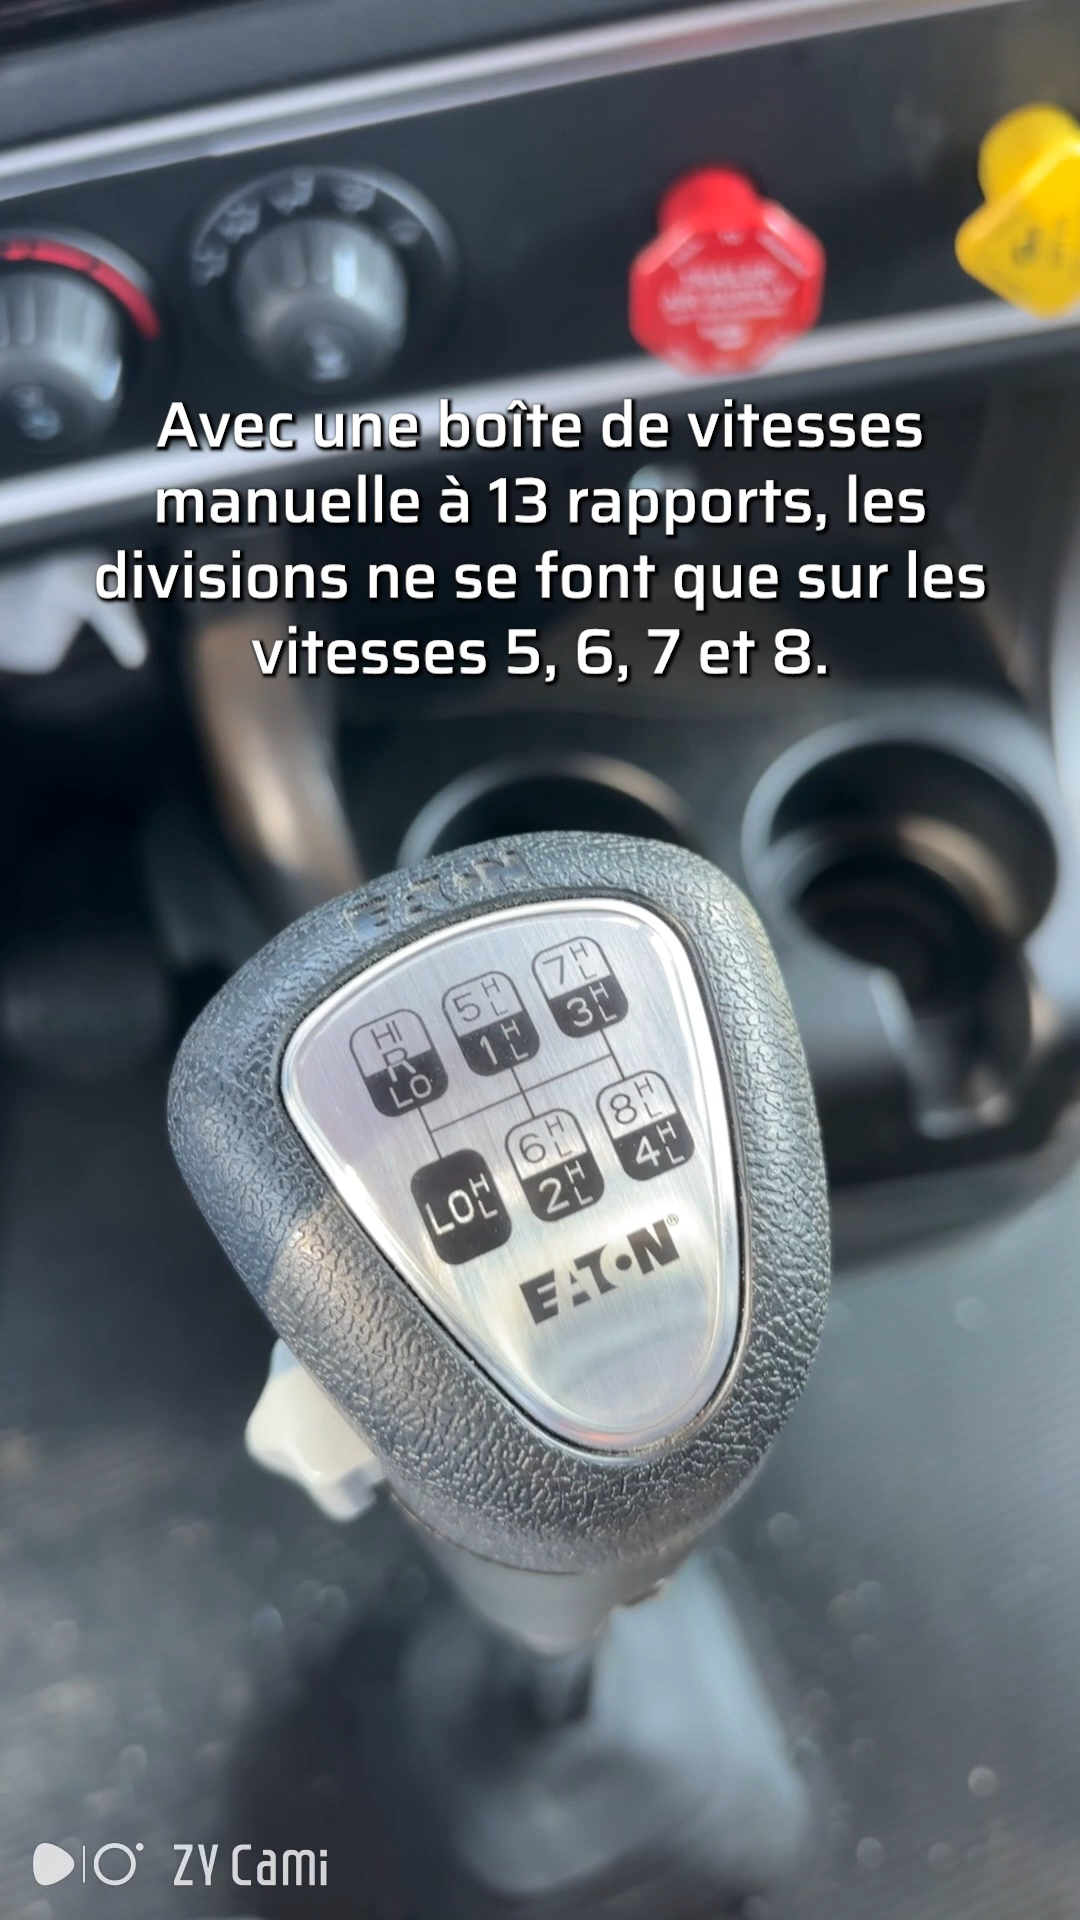 Avec une boîte de vitesses
manuelle à 13 rapports, les
divisions ne se font que sur les
vitesses 5, 6, 7 et 8.
EATON
HI
R
LO
5 H L
1 H L
7 H L
3 H L
LO H L
6 H L
2 H L
8 H L
4 H L
EATON®
ZY Cami